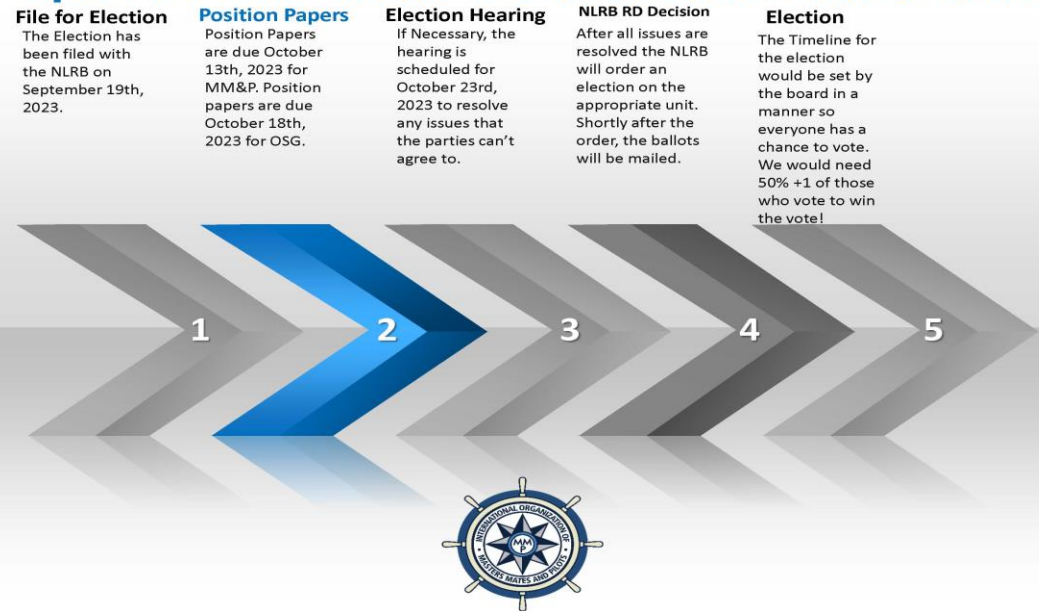 File for Election
The Election has
been filed with
the NLRB on
September 19th,
2023.
Position Papers
Position Papers
are due October
13th, 2023 for
MM&P. Position
papers are due
October 18th,
2023 for OSG.
Election Hearing
If Necessary, the
hearing is
scheduled for
October 23rd,
2023 to resolve
any issues that
the parties can't
agree to.
NLRB RD Decision
After all issues are
resolved the NLRB
will order an
election on the
appropriate unit.
Shortly after the
order, the ballots
will be mailed.
Election
The Timeline for
the election
would be set by
the board in a
manner so
everyone has a
chance to vote.
We would need
50% +1 of those
who vote to win
the vote!
1
2
3
4
5
INTERNATIONAL ORGANIZATION OF
MM
P
MASTERS MATES AND PILOTS